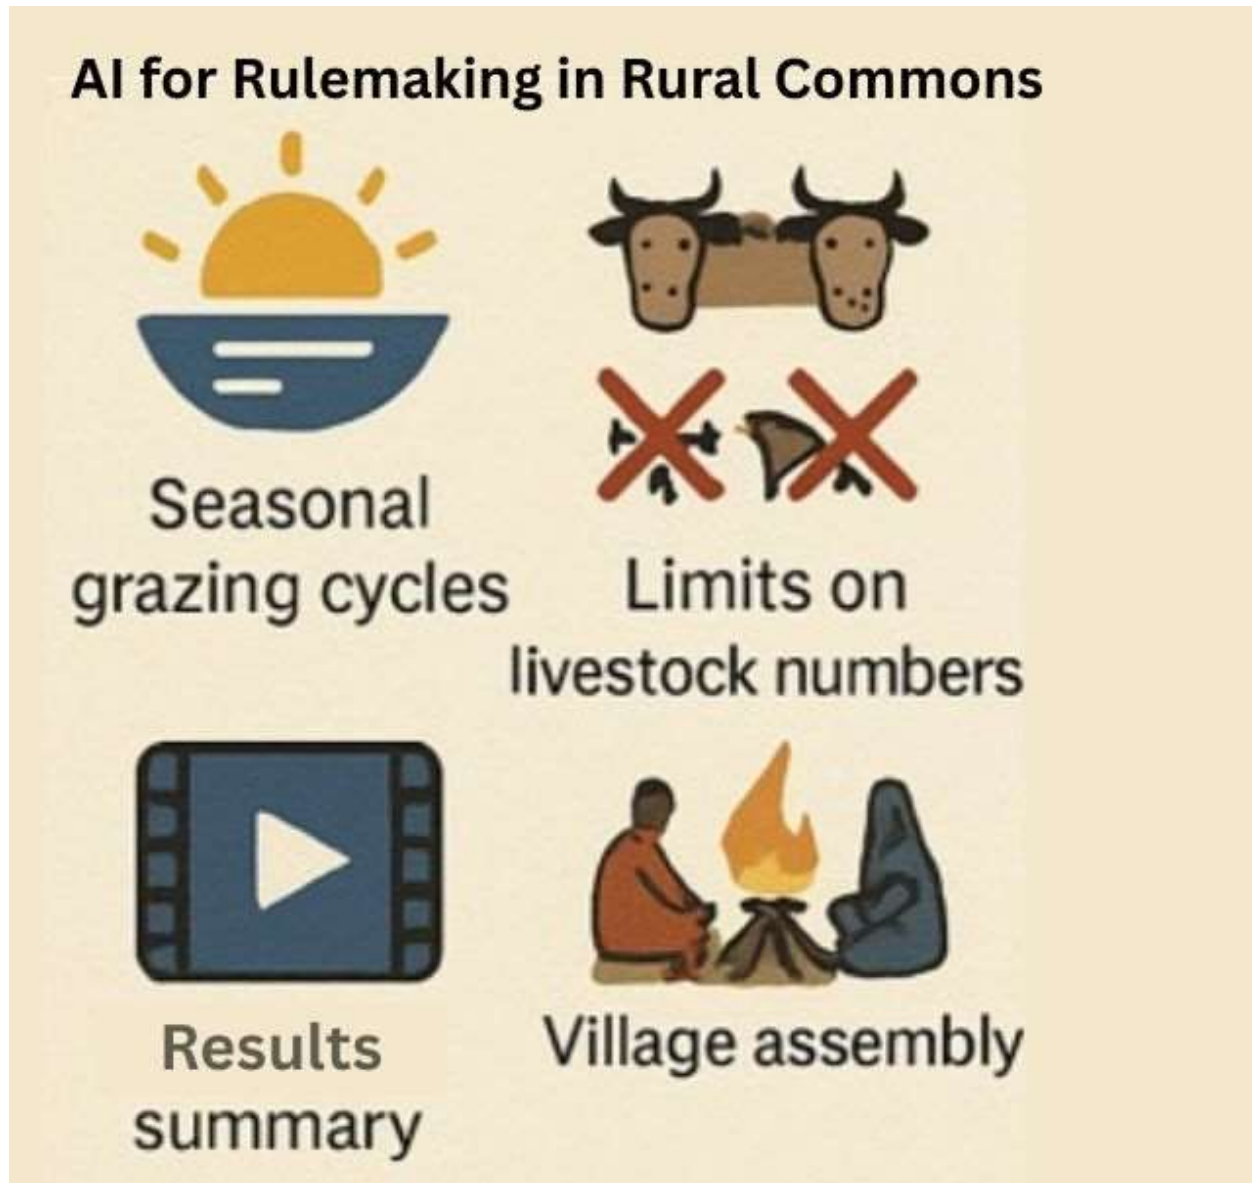 AI for Rulemaking in Rural Commons
Seasonal
grazing cycles
Limits on
livestock numbers
Results
summary
Village assembly